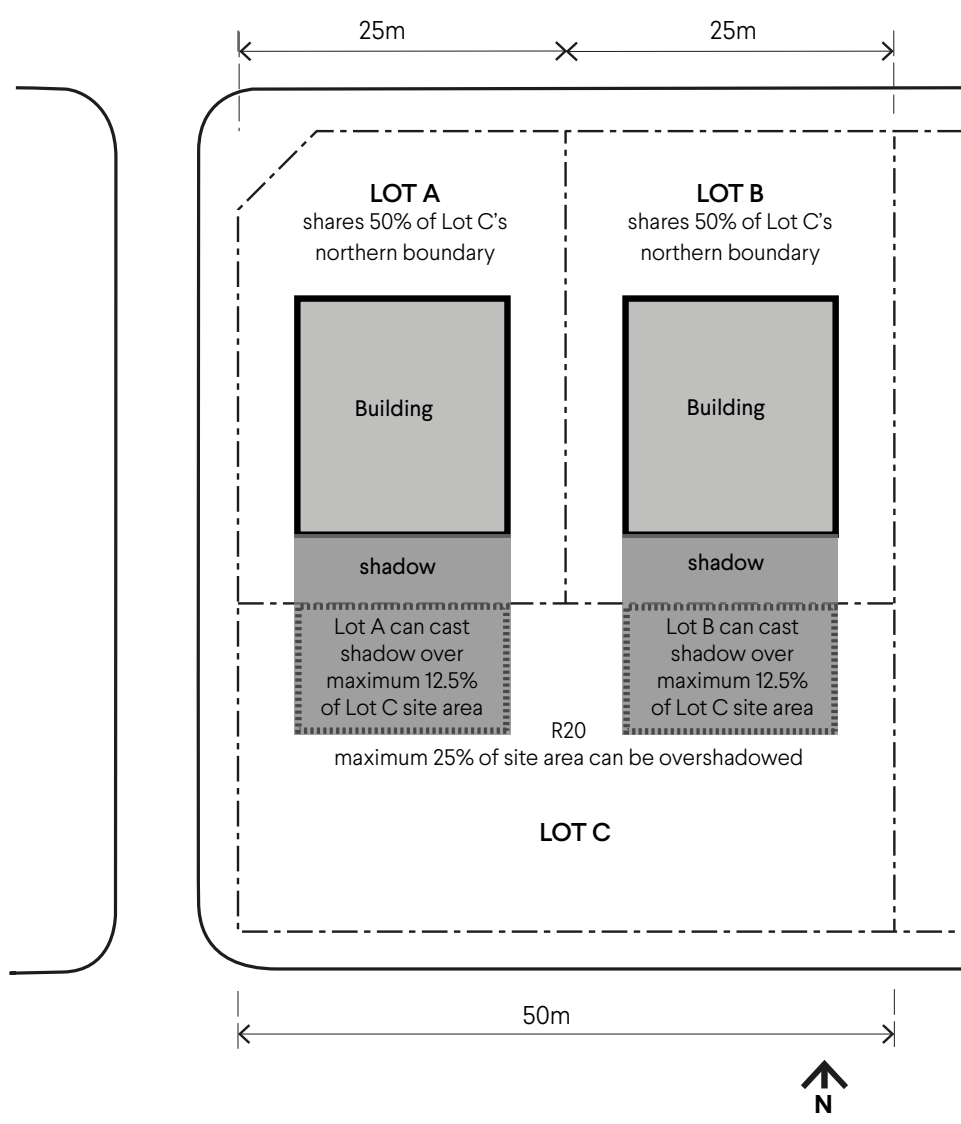 25m
25m
LOT A
shares 50% of Lot C’s
northern boundary
LOT B
shares 50% of Lot C’s
northern boundary
Building
Building
shadow
shadow
Lot A can cast
shadow over
maximum 12.5%
of Lot C site area
Lot B can cast
shadow over
maximum 12.5%
of Lot C site area
R20
maximum 25% of site area can be overshadowed
LOT C
50m
N